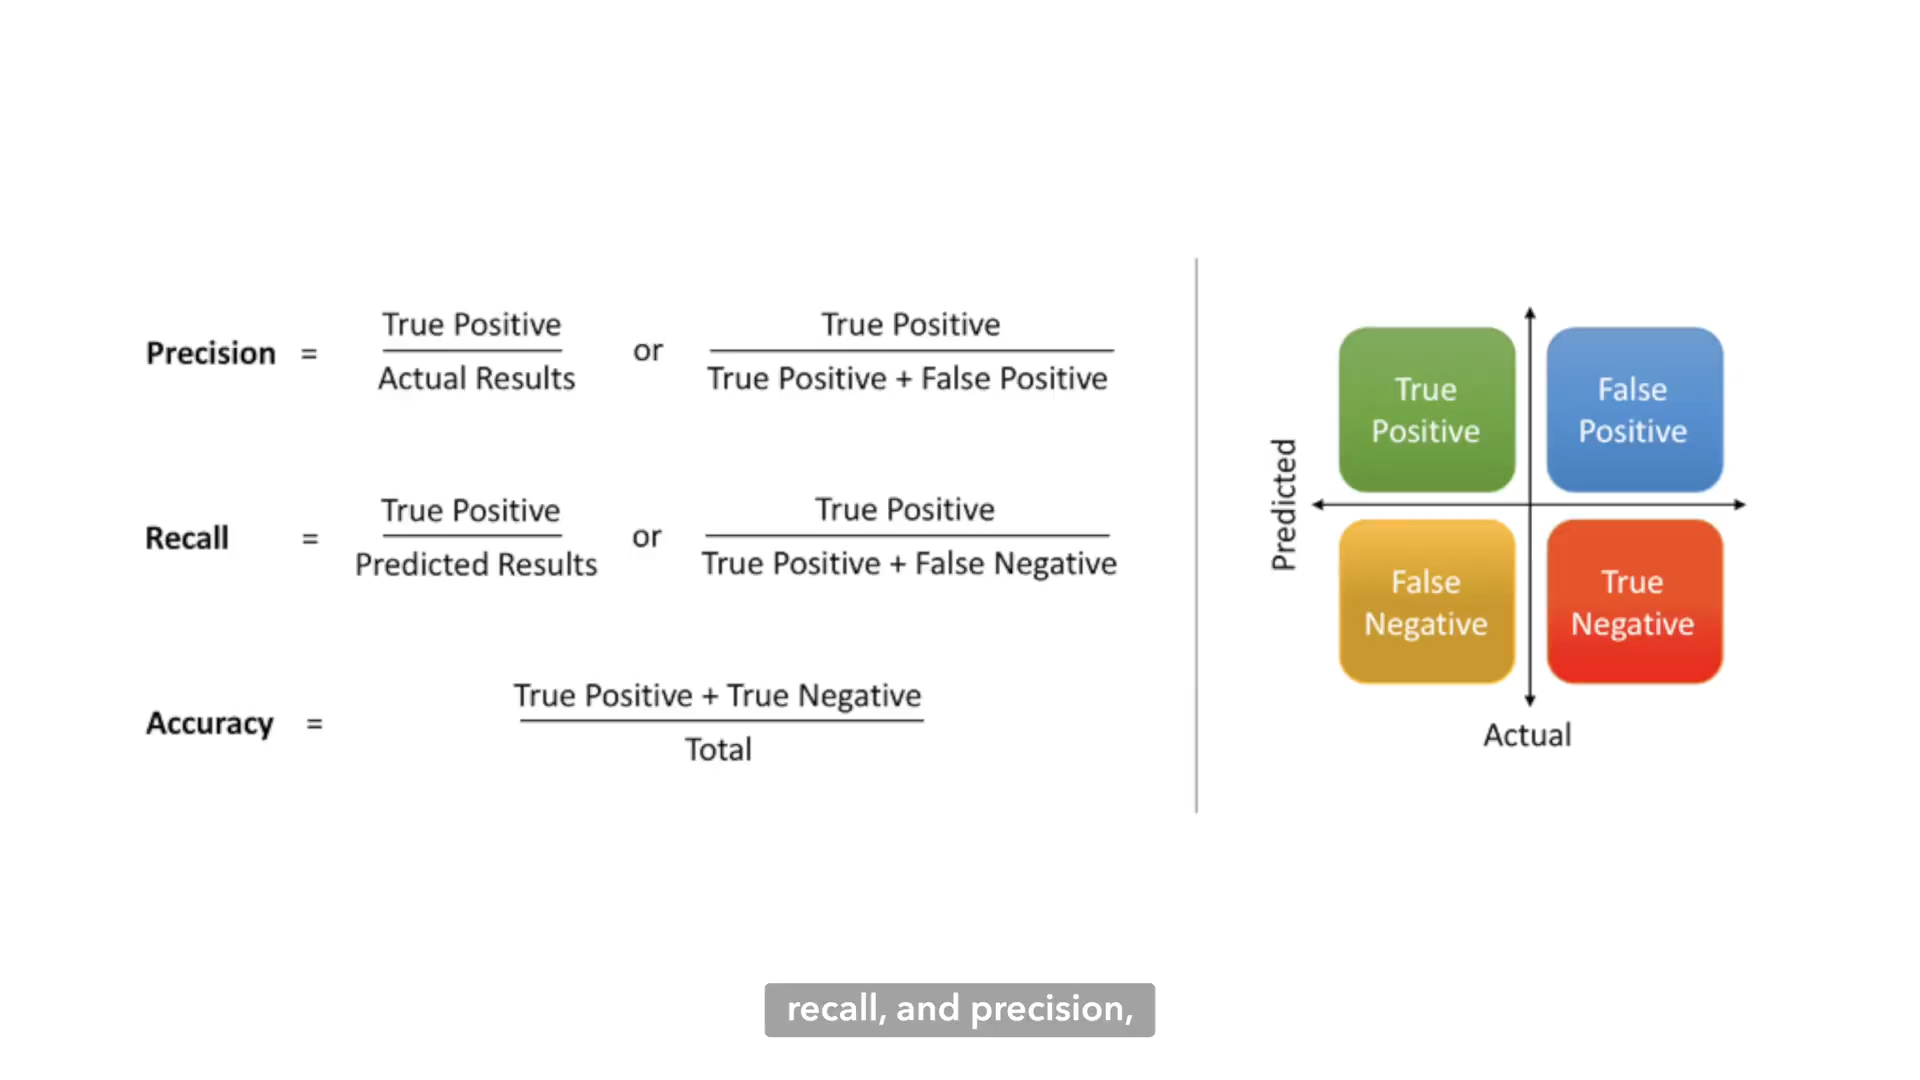 Precision = True Positive
Actual Results
or
True Positive
True Positive + False Positive
Recall = True Positive
Predicted Results
or
True Positive
True Positive + False Negative
Accuracy = True Positive + True Negative
Total
Predicted
True
Positive
False
Positive
False
Negative
True
Negative
Actual
recall, and precision,